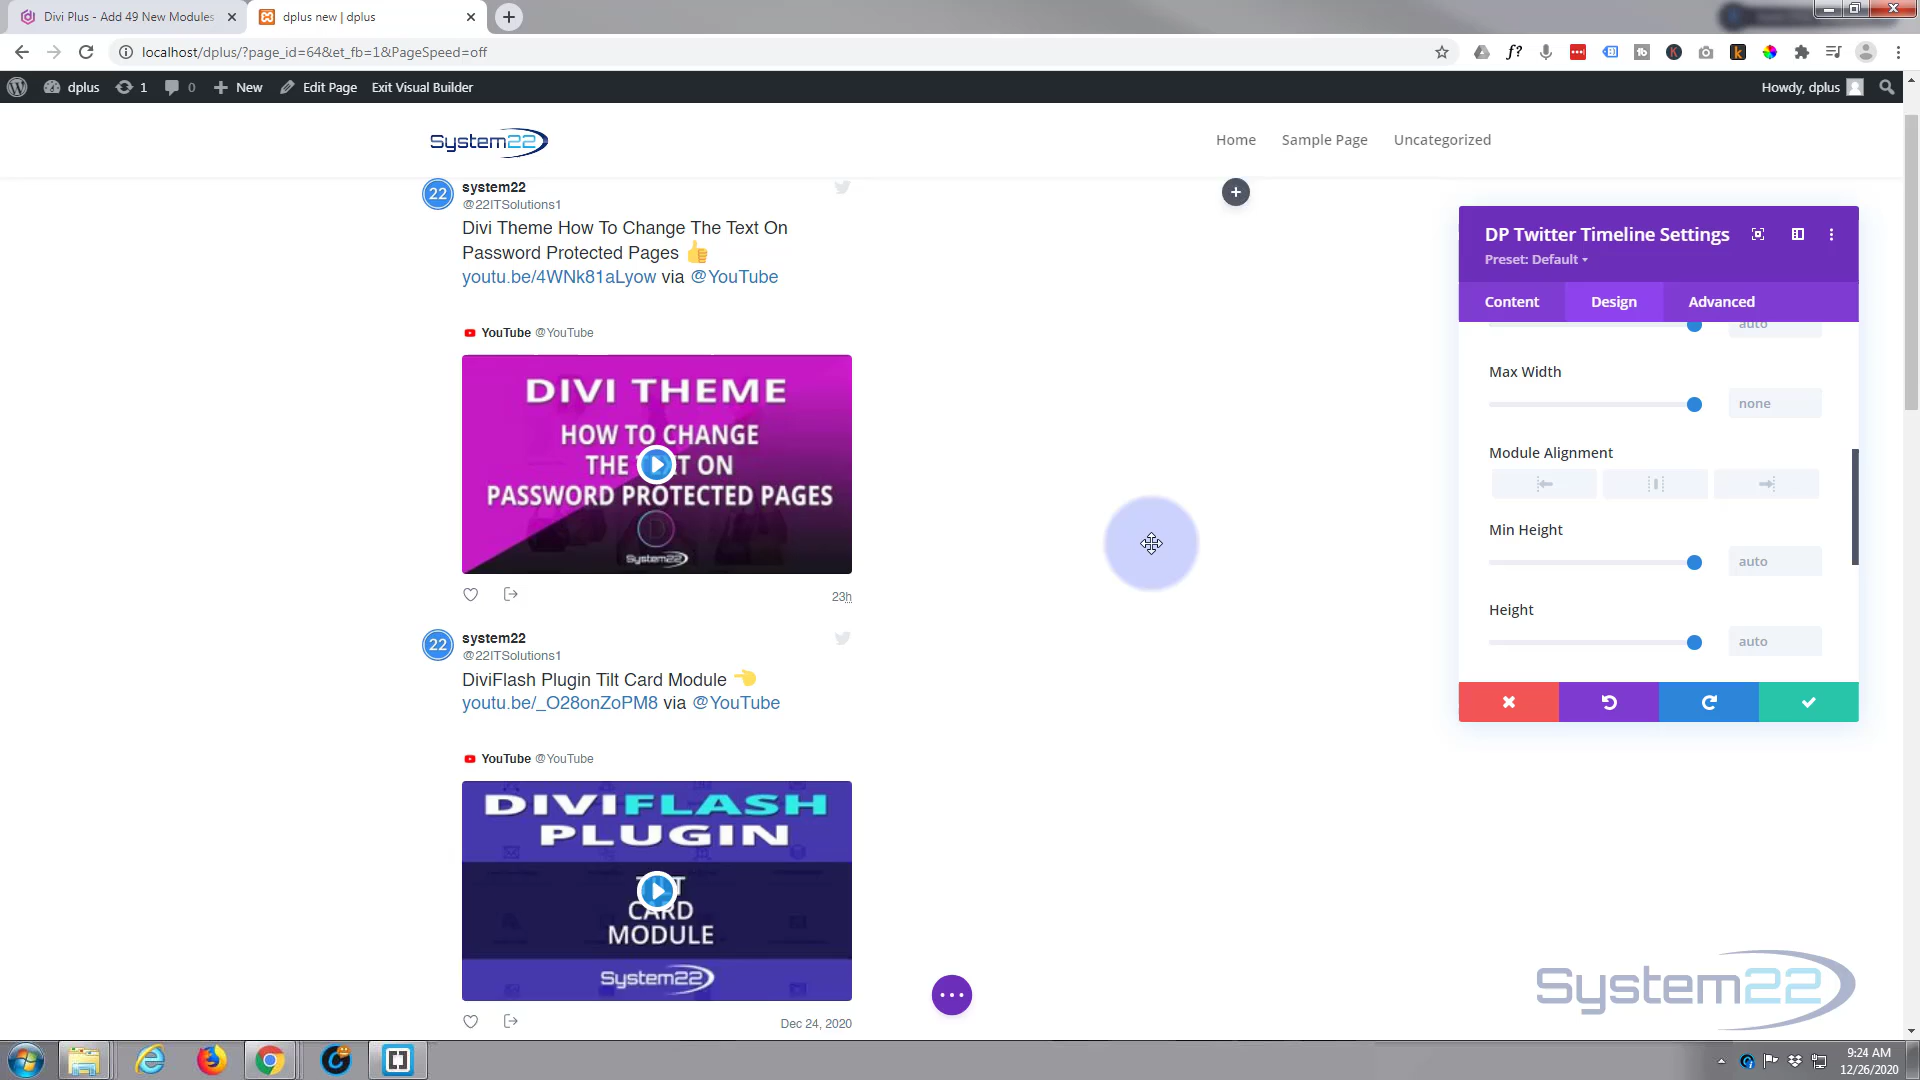 Divi Plus - Add 49 New Modules
dplus new | dplus
localhost/dplus/?page_id=64&et_fb=1&PageSpeed=off
dplus
1
0
New
Edit Page
Exit Visual Builder
Howdy, dplus
System22
Home
Sample Page
Uncategorized
22
system22
@22ITSolutions1
Divi Theme How To Change The Text On
Password Protected Pages 👍
youtu.be/4WNk81aLyow via @YouTube
YouTube @YouTube
DIVI THEME
HOW TO CHANGE
THE TEXT ON
PASSWORD PROTECTED PAGES
System22
23h
22
system22
@22ITSolutions1
DiviFlash Plugin Tilt Card Module 👈
youtu.be/_O28onZoPM8 via @YouTube
YouTube @YouTube
DIVIFLASH
PLUGIN
TILT
CARD
MODULE
System22
Dec 24, 2020
DP Twitter Timeline Settings
Preset: Default
Content
Design
Advanced
auto
Max Width
none
Module Alignment
Min Height
auto
Height
auto
System22
9:24 AM
12/26/2020